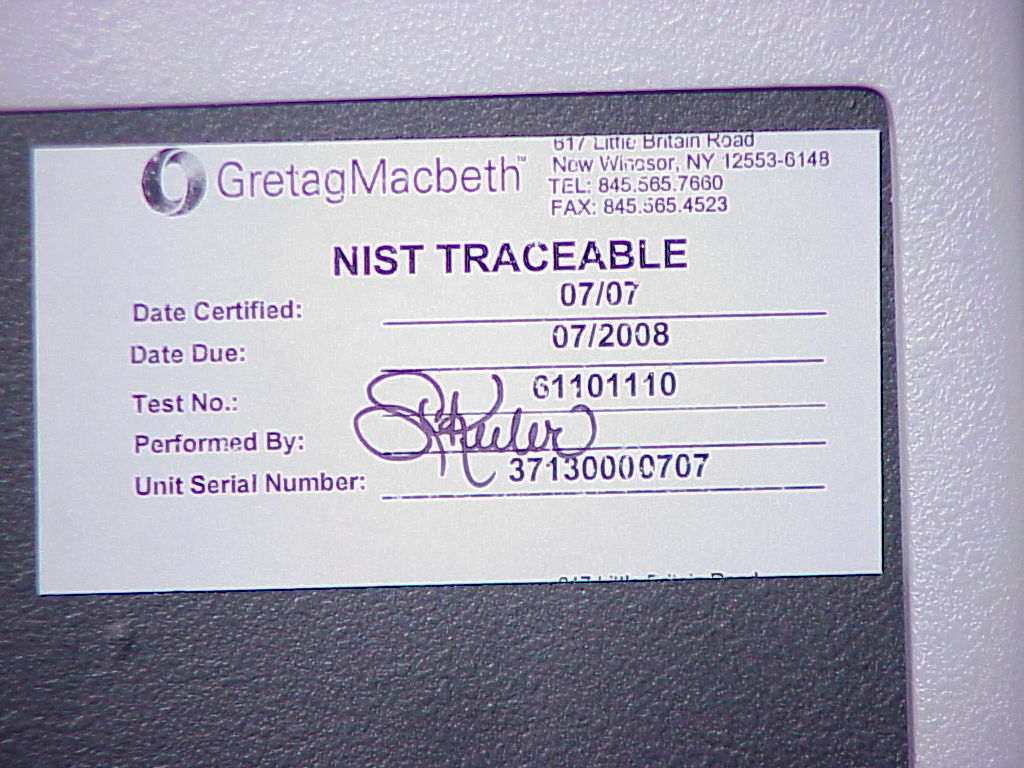 GretagMacbeth™
617 Little Britain Road
New Windsor, NY 12553-6148
TEL: 845.565.7660
FAX: 845.565.4523
NIST TRACEABLE
Date Certified: 07/07
Date Due: 07/2008
Test No.: 61101110
Performed By:
Unit Serial Number: 37130000707